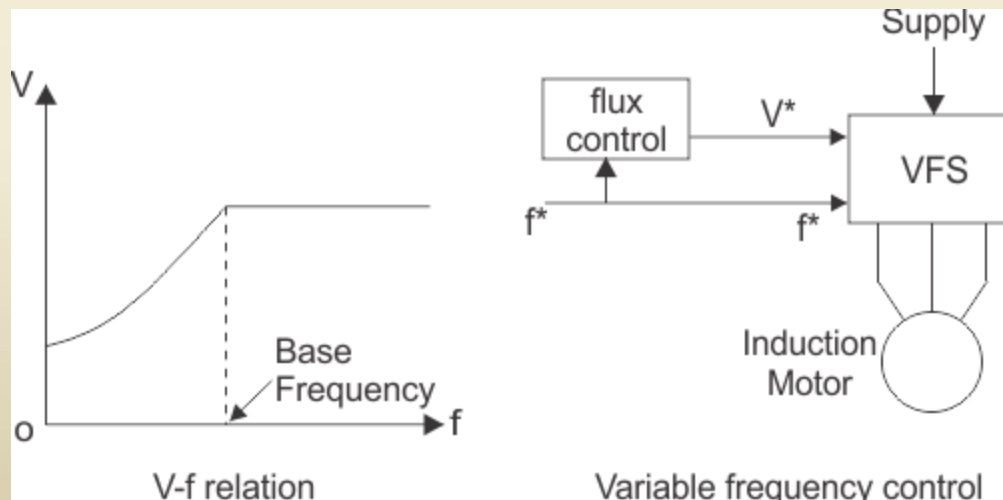 V
o
f
Base
Frequency
V-f relation
Supply
flux
control
V*
VFS
f*
f*
Induction
Motor
Variable frequency control